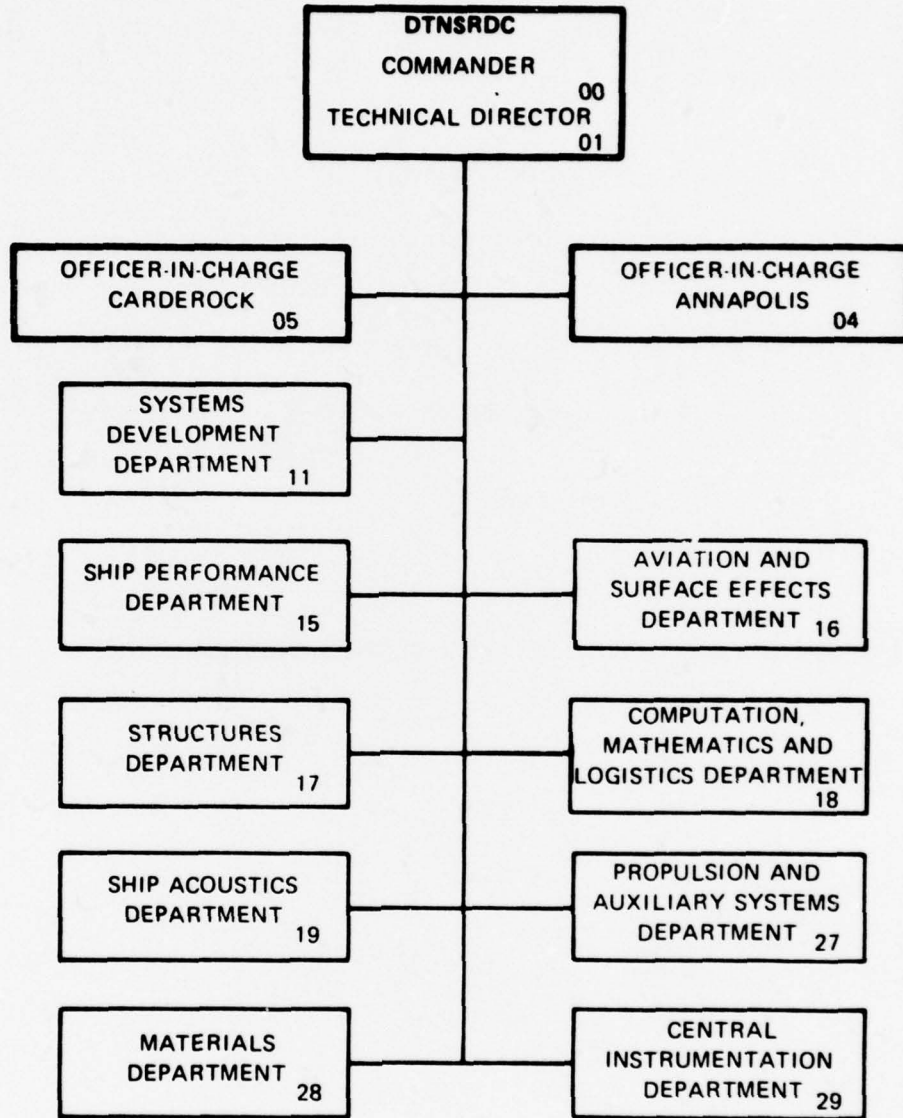 DTNSRDC
COMMANDER
00
TECHNICAL DIRECTOR
01
OFFICER-IN-CHARGE
CARDEROCK
05
OFFICER-IN-CHARGE
ANNAPOLIS
04
SYSTEMS
DEVELOPMENT
DEPARTMENT
11
SHIP PERFORMANCE
DEPARTMENT
15
AVIATION AND
SURFACE EFFECTS
DEPARTMENT
16
STRUCTURES
DEPARTMENT
17
COMPUTATION,
MATHEMATICS AND
LOGISTICS DEPARTMENT
18
SHIP ACOUSTICS
DEPARTMENT
19
PROPULSION AND
AUXILIARY SYSTEMS
DEPARTMENT
27
MATERIALS
DEPARTMENT
28
CENTRAL
INSTRUMENTATION
DEPARTMENT
29